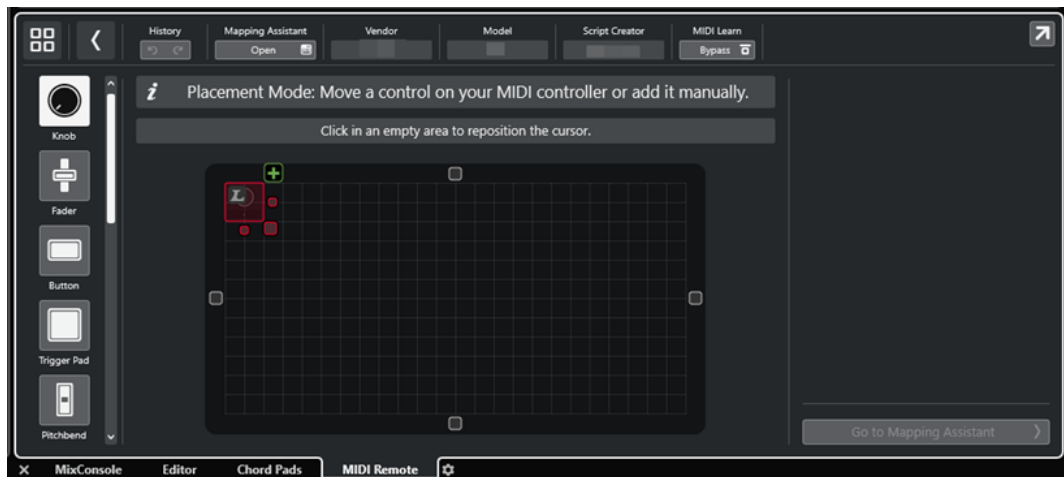 History
Mapping Assistant
Vendor
Model
Script Creator
MIDI Learn
Open
Bypass
i Placement Mode: Move a control on your MIDI controller or add it manually.
Click in an empty area to reposition the cursor.
Knob
Fader
Button
Trigger Pad
Pitchbend
L
Go to Mapping Assistant
MixConsole
Editor
Chord Pads
MIDI Remote